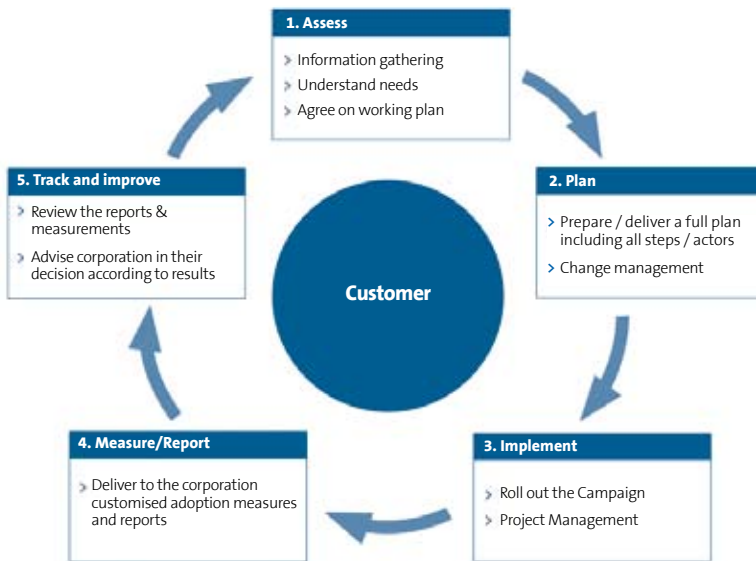 1. Assess
Information gathering
Understand needs
Agree on working plan
2. Plan
Prepare / deliver a full plan
including all steps / actors
Change management
3. Implement
Roll out the Campaign
Project Management
4. Measure/Report
Deliver to the corporation
customised adoption measures
and reports
5. Track and improve
Review the reports &
measurements
Advise corporation in their
decision according to results
Customer